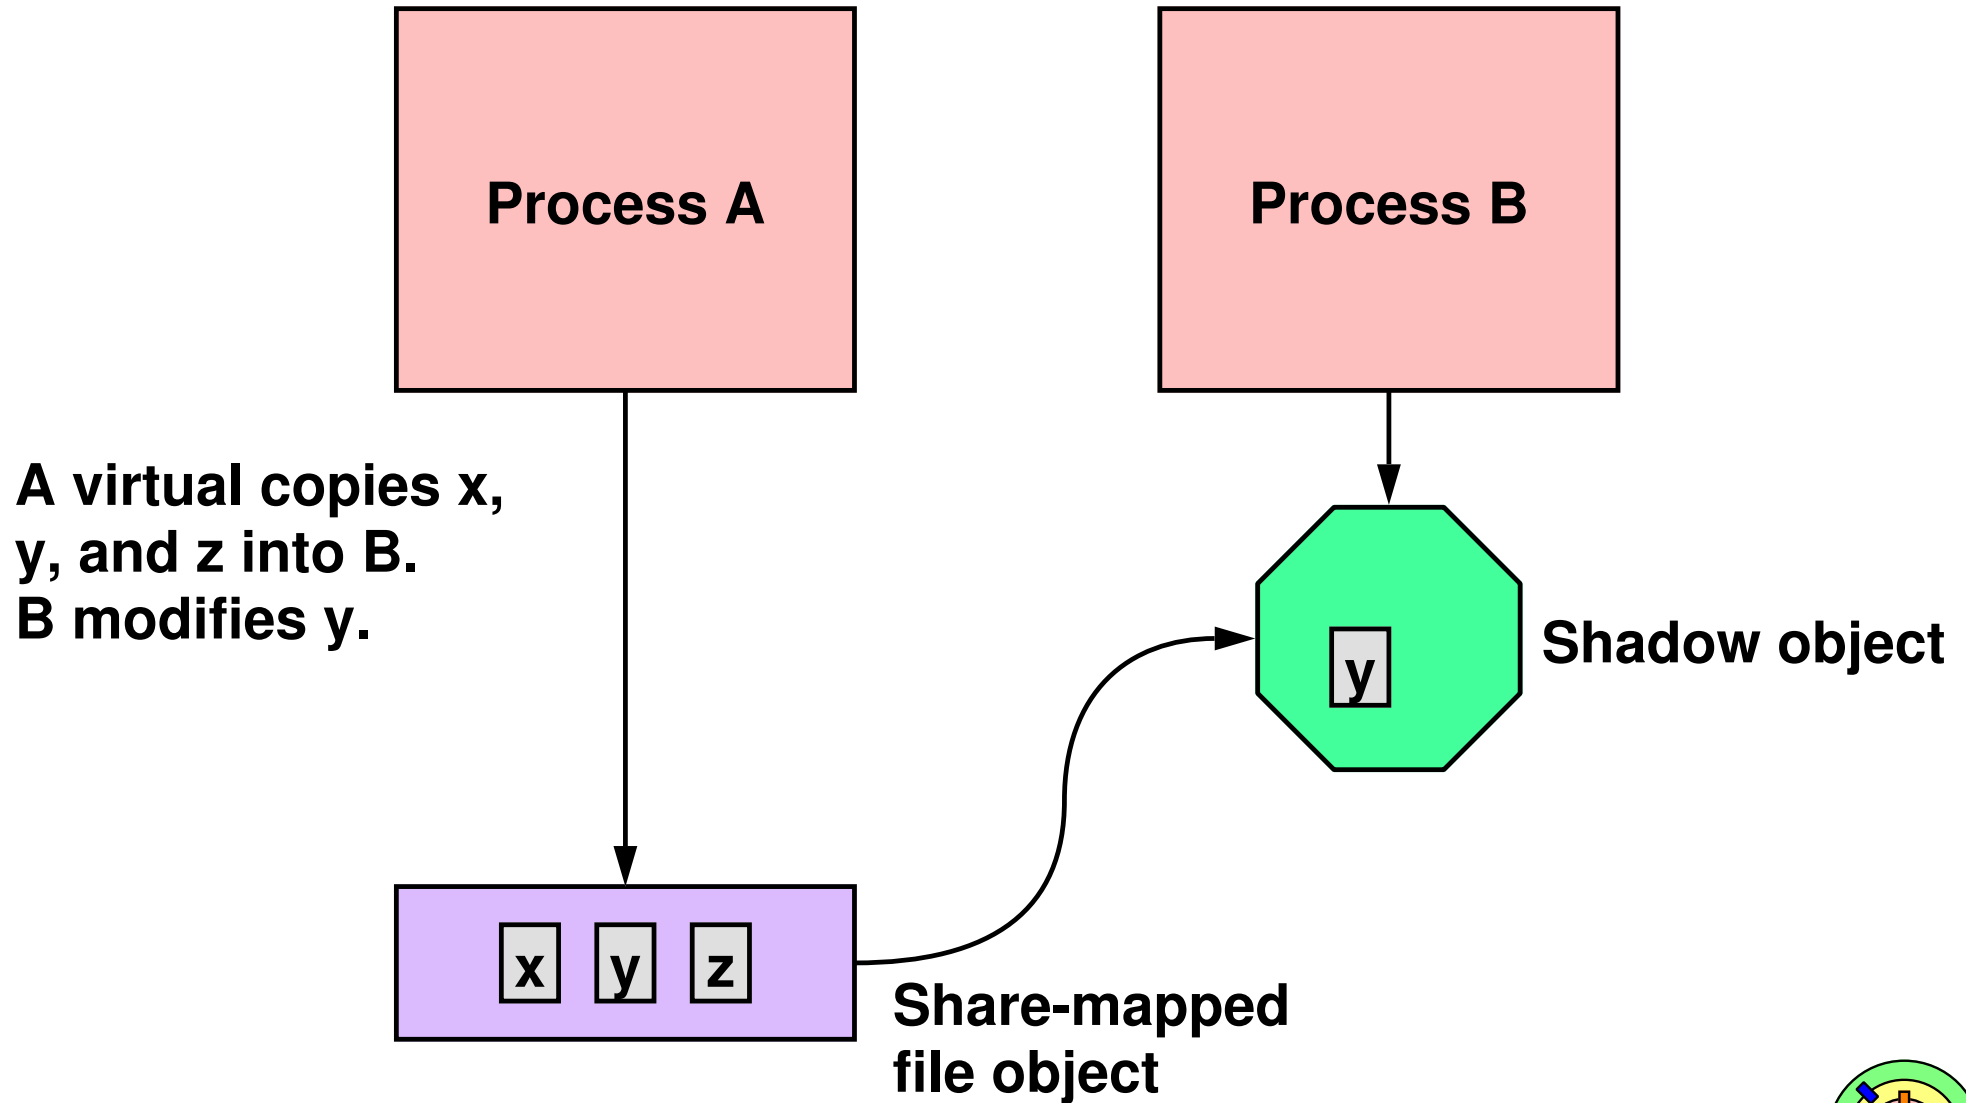 Process A
Process B
A virtual copies x,
y, and z into B.
B modifies y.
y
Shadow object
x y z
Share-mapped
file object